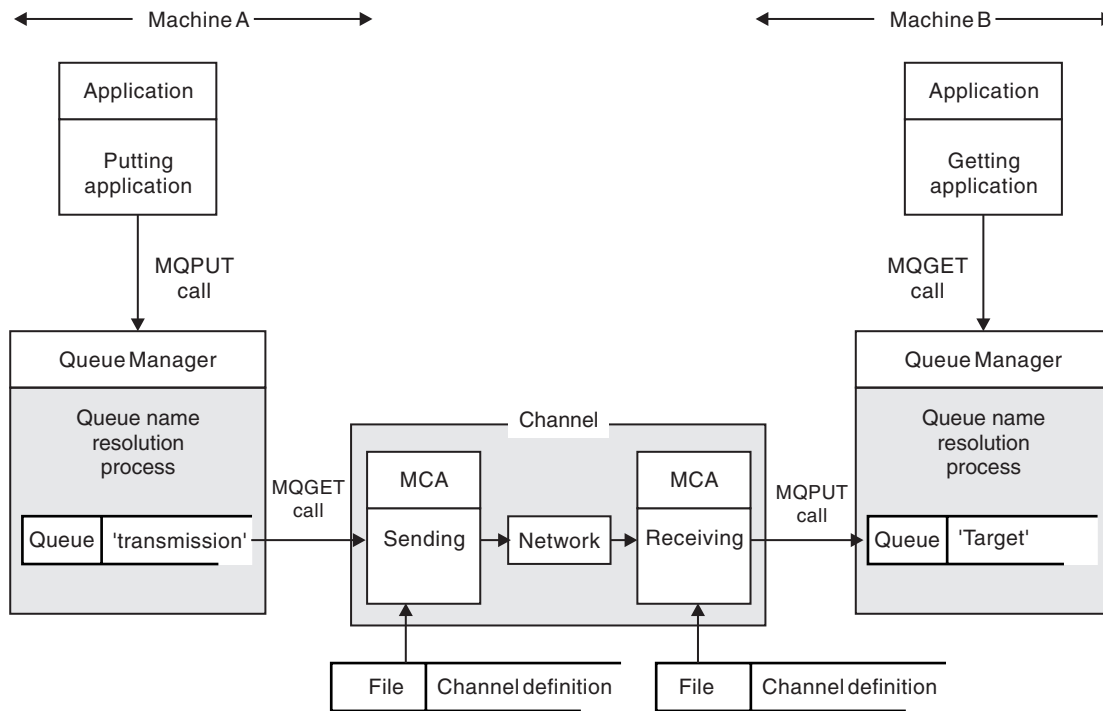 Machine A
Machine B
Application
Putting
application
Application
Getting
application
MQPUT
call
MQGET
call
Queue Manager
Queue name
resolution
process
Queue 'transmission'
MQGET
call
Channel
MCA
Sending
Network
MCA
Receiving
MQPUT
call
Queue Manager
Queue name
resolution
process
Queue 'Target'
File Channel definition
File Channel definition